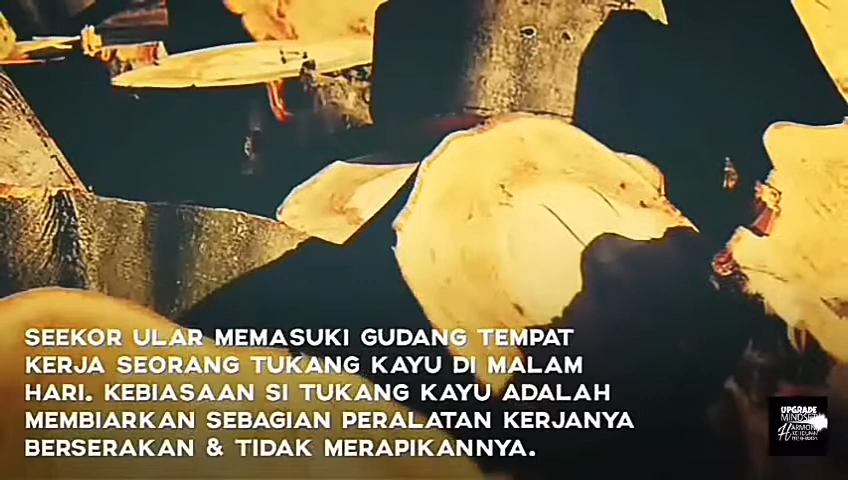 SEEKOR ULAR MEMASUKI GUDANG TEMPAT
KERJA SEORANG TUKANG KAYU DI MALAM
HARI. KEBIASAAN SI TUKANG KAYU ADALAH
MEMBIARKAN SEBAGIAN PERALATAN KERJANYA
BERSERAKAN & TIDAK MERAPIKANNYA.
UPGRADE
MINDSET